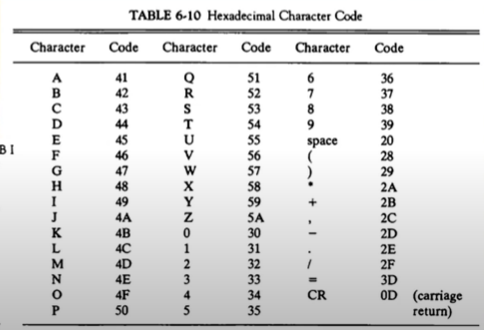 TABLE 6-10 Hexadecimal Character Code
Character Code Character Code Character Code
A 41 Q 51 6 36
B 42 R 52 7 37
C 43 S 53 8 38
D 44 T 54 9 39
E 45 U 55 space 20
B I
F 46 V 56 ( 28
G 47 W 57 ) 29
H 48 X 58 * 2A
I 49 Y 59 + 2B
J 4A Z 5A , 2C
K 4B 0 30 − 2D
L 4C 1 31 . 2E
M 4D 2 32 / 2F
N 4E 3 33 = 3D
O 4F 4 34 CR 0D (carriage
P 50 5 35 return)